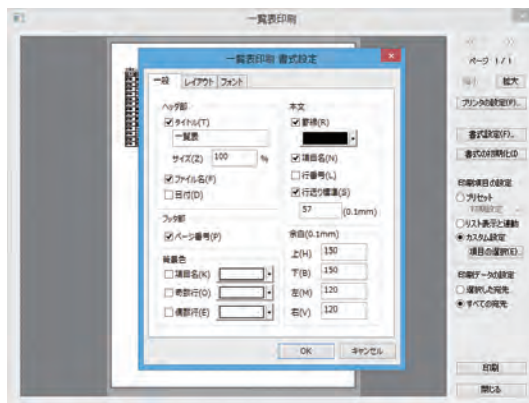 一覧表印刷
一覧表印刷 書式設定
一般 レイアウト フォント
ヘッダ部
タイトル(T)
一覧表
サイズ(Z) 100 %
ファイル名(F)
日付(D)
フッタ部
ページ番号(P)
背景色
項目名(K)
奇数行(O)
偶数行(E)
本文
罫線(R)
項目名(N)
行番号(L)
行送り標準(S)
57 (0.1mm)
余白(0.1mm)
上(H) 150
下(B) 150
左(M) 120
右(V) 120
OK キャンセル
ページ 1/1
拡大
プリンタの設定(P)...
書式設定(F)...
書式の初期化(I)
印刷項目の設定
プリセット
リスト表示と連動
カスタム設定
項目の選択(E)...
印刷データの設定
選択した宛先
すべての宛先
印刷
閉じる